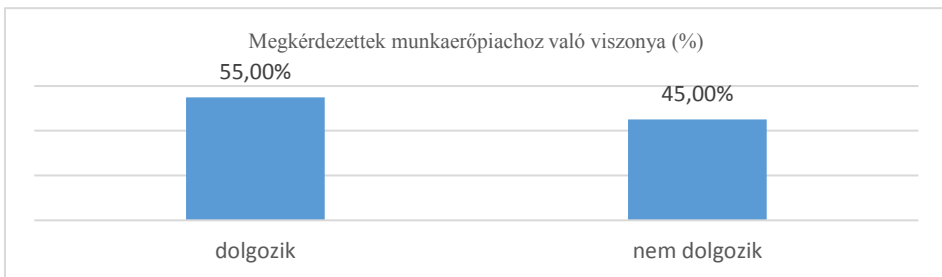 Megkérdezettek munkaerőpiachoz való viszonya (%)
55,00%
45,00%
dolgozik
nem dolgozik